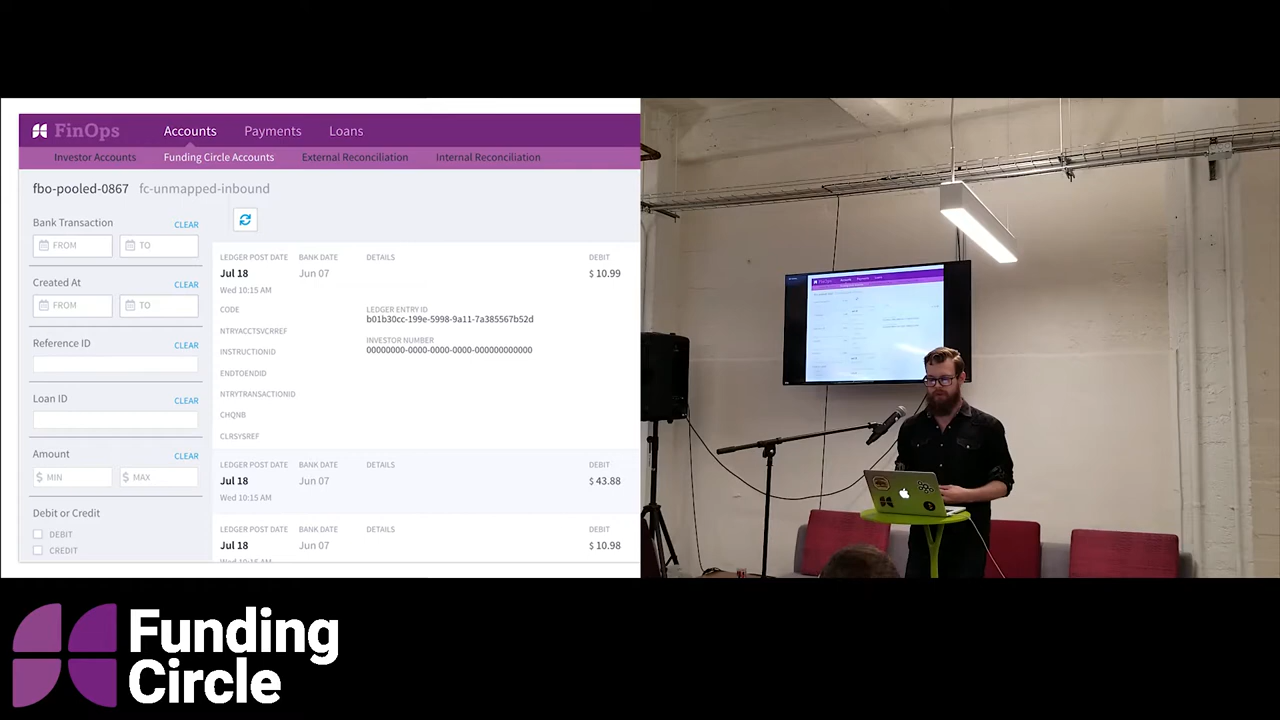 FinOps Accounts Payments Loans
Investor Accounts Funding Circle Accounts External Reconciliation Internal Reconciliation
fbo-pooled-0867 fc-unmapped-inbound
Bank Transaction CLEAR
FROM TO
Created At CLEAR
FROM TO
Reference ID CLEAR
Loan ID CLEAR
Amount CLEAR
$ MIN $ MAX
Debit or Credit
DEBIT
CREDIT
LEDGER POST DATE BANK DATE DETAILS DEBIT
Jul 18 Jun 07 $ 10.99
Wed 10:15 AM
CODE LEDGER ENTRY ID
b01b30cc-199e-5998-9a11-7a385567b52d
NTRYACCTSVCRREF
INVESTOR NUMBER
INSTRUCTIONID 00000000-0000-0000-0000-000000000000
ENDTOENDID
NTRYTRANSACTIONID
CHQNB
CLRSYSREF
LEDGER POST DATE BANK DATE DETAILS DEBIT
Jul 18 Jun 07 $ 43.88
Wed 10:15 AM
LEDGER POST DATE BANK DATE DETAILS DEBIT
Jul 18 Jun 07 $ 10.98
Wed 10:15 AM
Funding
Circle